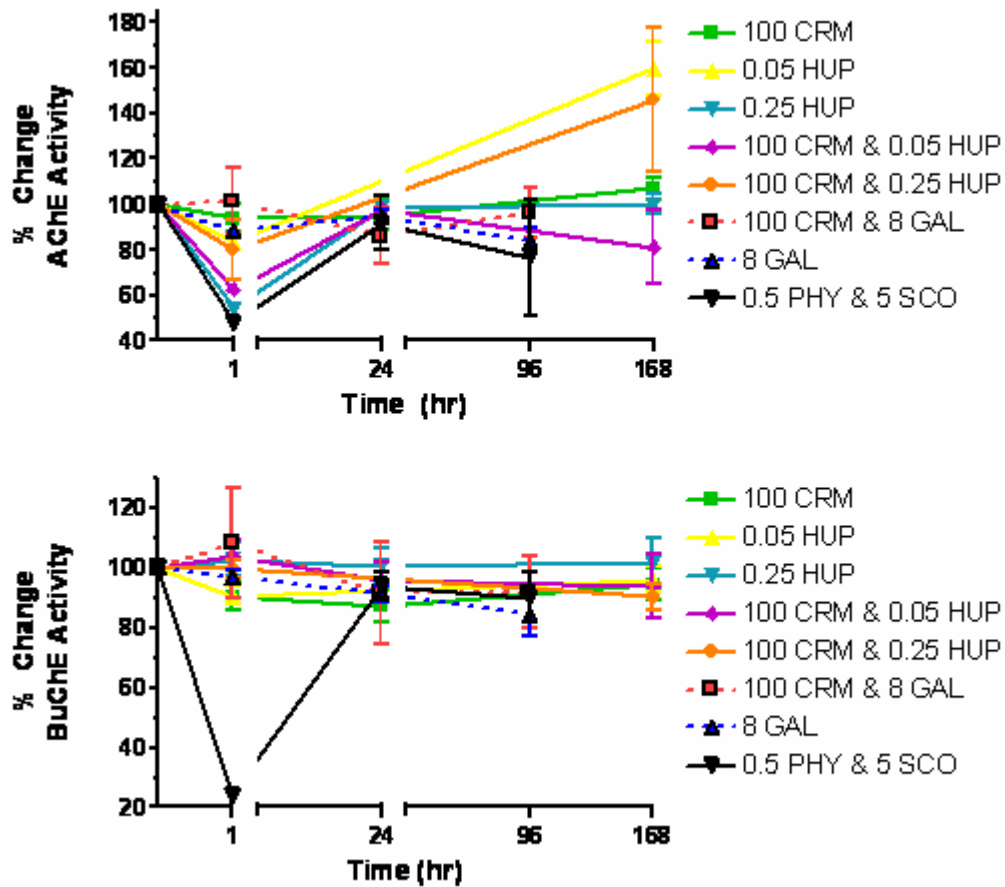 % Change
AChE Activity
180
160
140
120
100
80
60
40
1
24
96
168
Time (hr)
100 CRM
0.05 HUP
0.25 HUP
100 CRM & 0.05 HUP
100 CRM & 0.25 HUP
100 CRM & 8 GAL
8 GAL
0.5 PHY & 5 SCO
% Change
BuChE Activity
120
100
80
60
40
20
1
24
96
168
Time (hr)
100 CRM
0.05 HUP
0.25 HUP
100 CRM & 0.05 HUP
100 CRM & 0.25 HUP
100 CRM & 8 GAL
8 GAL
0.5 PHY & 5 SCO